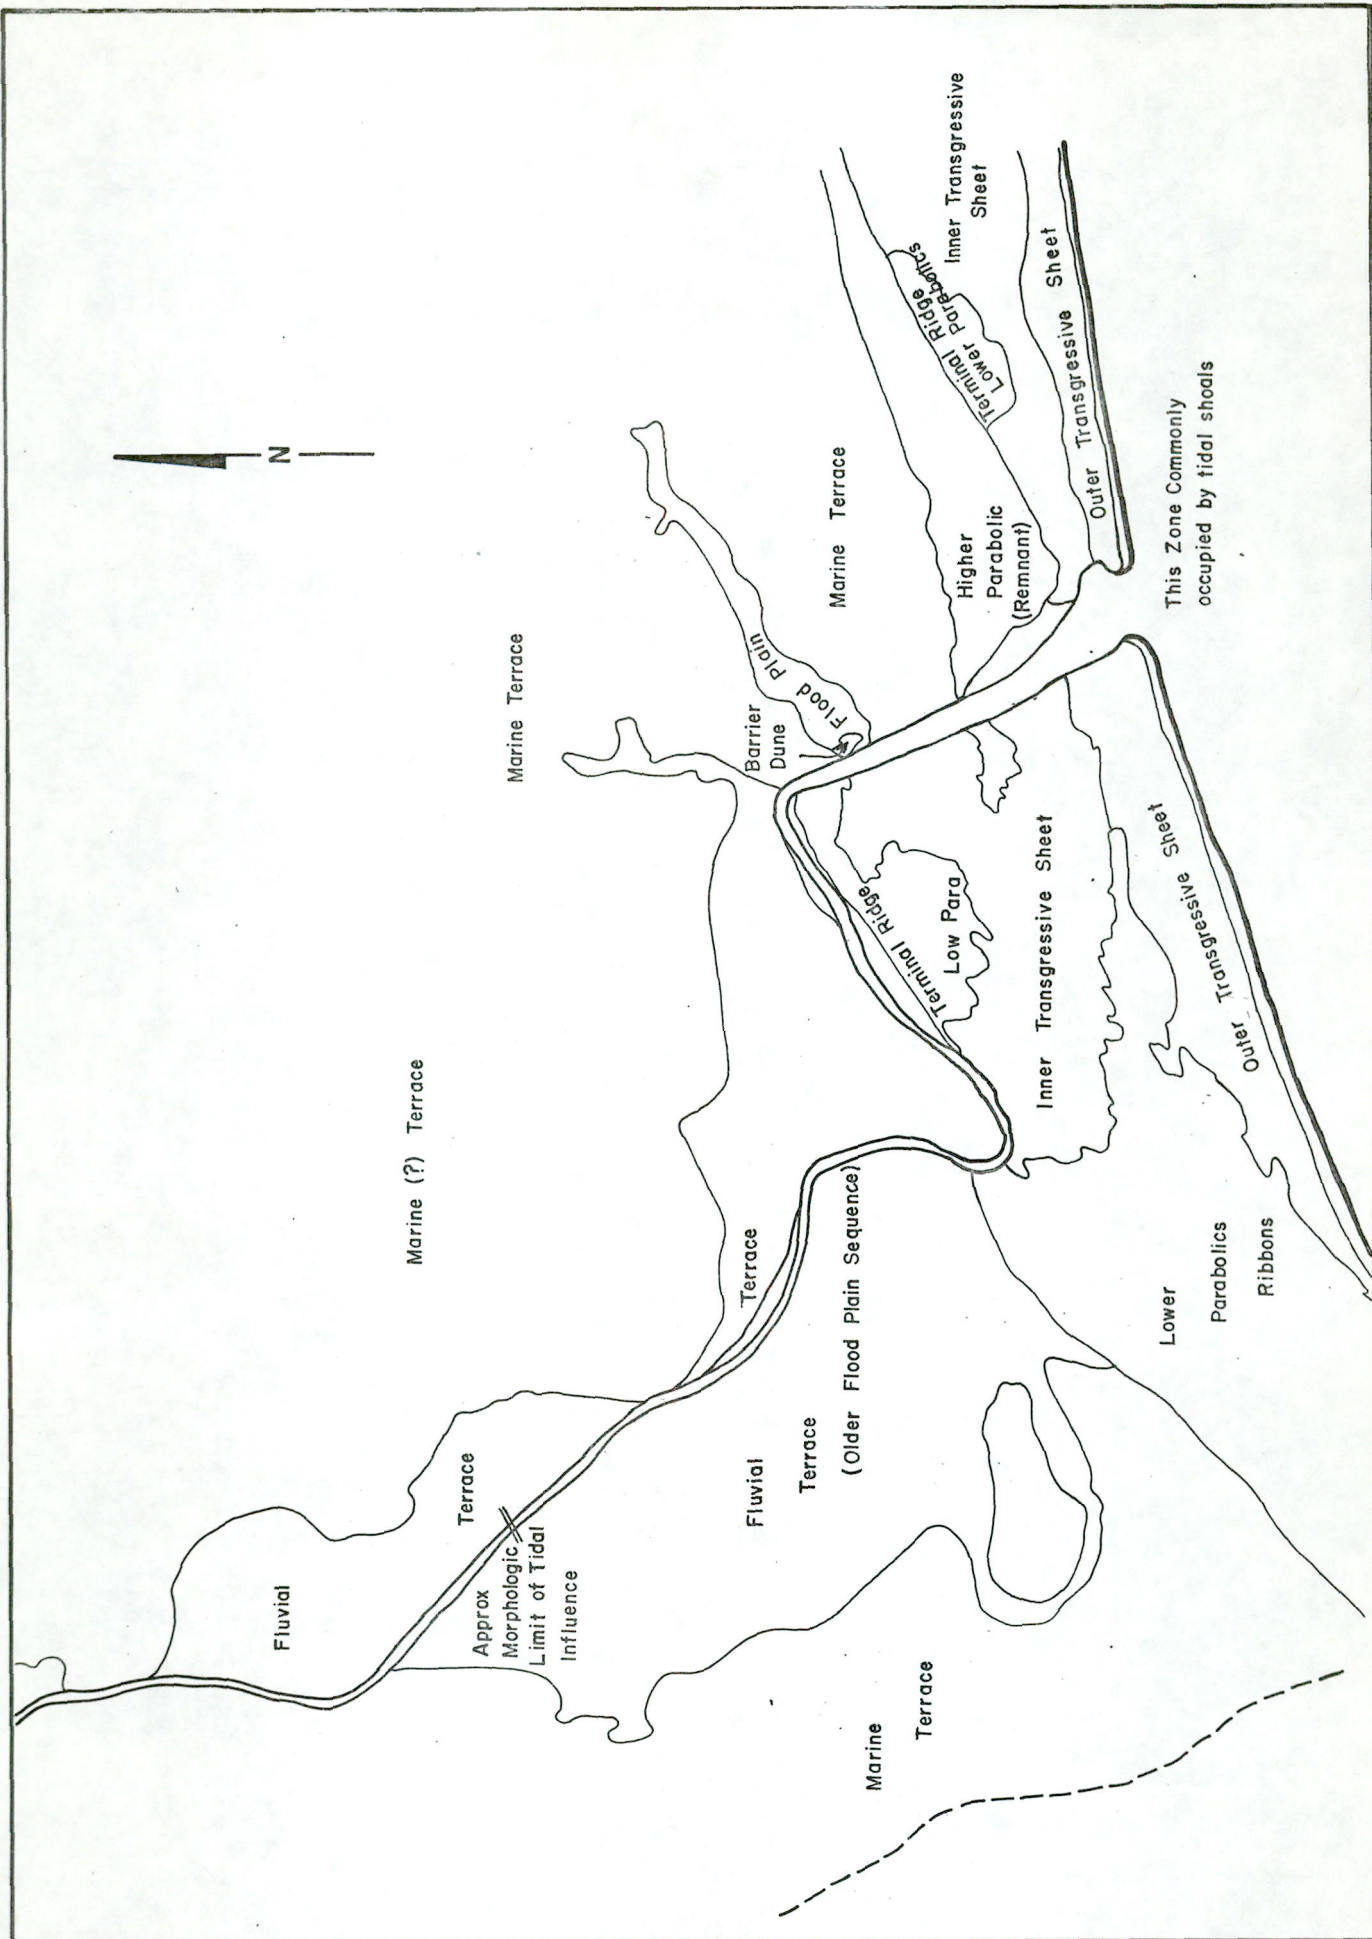 N
Marine Terrace
Marine (?) Terrace
Inner Transgressive
Sheet
Terminal Ridge
Lower Parabolics
Outer Transgressive Sheet
Marine Terrace
Higher
Parabolic
(Remnant)
This Zone Commonly
occupied by tidal shoals
Flood Plain
Barrier
Dune
Terminal Ridge
Low Para
Inner Transgressive Sheet
Outer Transgressive Sheet
Lower
Parabolics
Ribbons
Terrace
Fluvial
Terrace
(Older Flood Plain Sequence)
Terrace
Fluvial
Approx
Morphologic
Limit of Tidal
Influence
Marine
Terrace